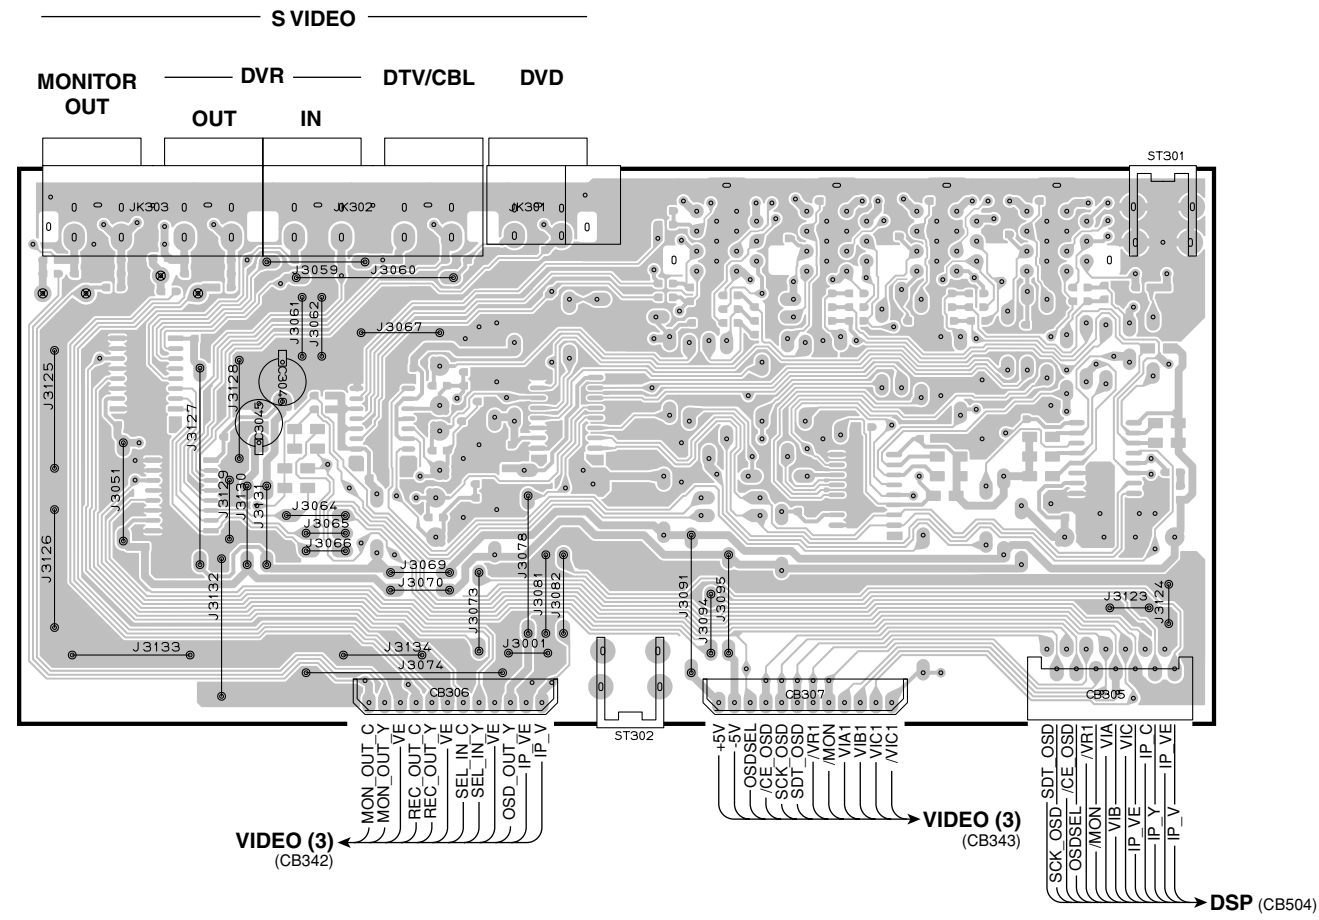 S VIDEO
MONITOR
OUT
DVR
DTV/CBL
DVD
OUT
IN
ST301
JK303
JK302
JK301
J3059
J3060
J3061
J3062
J3067
J3125
J3128
J3127
C3045
J3051
J3129
J3130
J3131
J3064
J3065
J3066
J3126
J3078
J3069
J3070
J3132
J3073
J3081
J3082
J3091
J3094
J3095
J3123
J3124
J3133
J3134
J3001
J3074
CB306
CB307
CB305
ST302
MON_OUT_C
MON_OUT_Y
VE
REC_OUT_C
REC_OUT_Y
VE
SEL_IN_C
SEL_IN_Y
VE
OSD_OUT_Y
IP_VE
IP_V
+5V
-5V
OSDSEL
/CE_OSD
SCK_OSD
SDT_OSD
/VR1
/MON
VIA1
VIB1
VIC1
/VIC1
SDT_OSD
SCK_OSD
/CE_OSD
OSDSEL
/VR1
/MON
VIA
VIB
VIC
IP_VE
IP_C
IP_Y
IP_VE
IP_V
VIDEO (3)
(CB342)
VIDEO (3)
(CB343)
DSP (CB504)